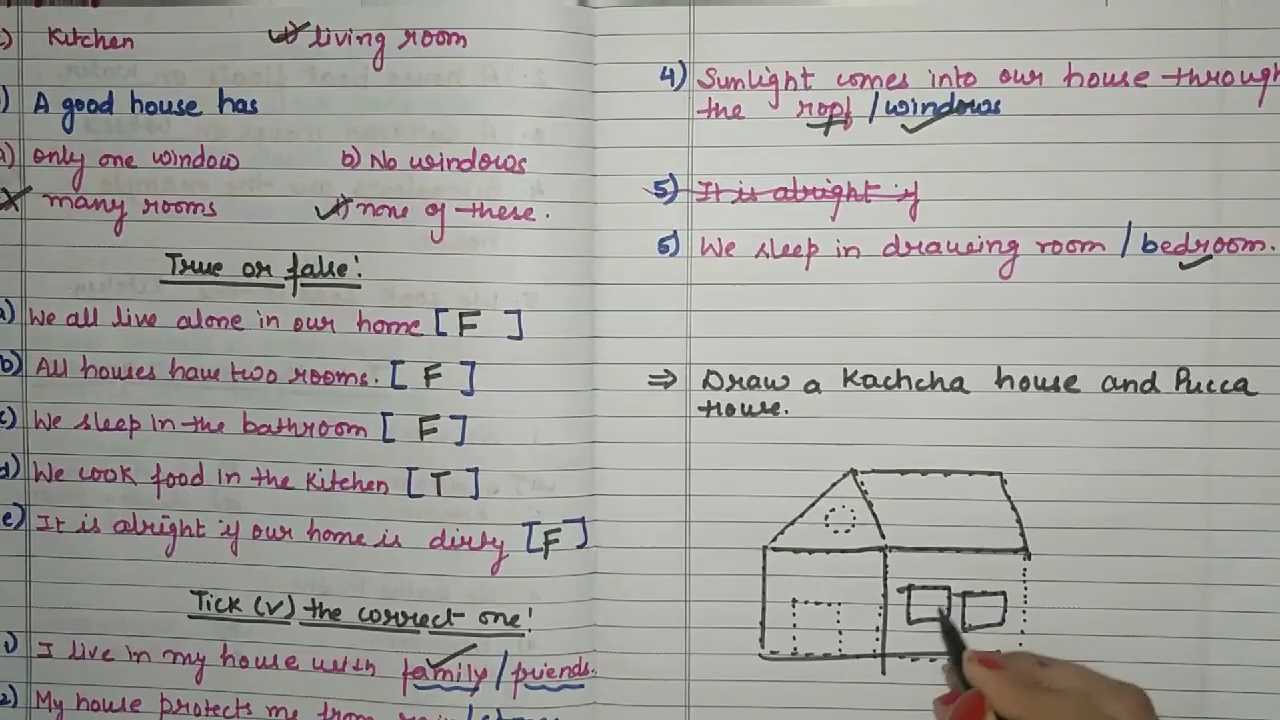 Kitchen living room
A good house has
a) only one window b) No windows
many rooms none of these.
True or false:
a) We all live alone in our home [ F ]
b) All houses have two rooms. [ F ]
c) We sleep in the bathroom [ F ]
d) We cook food in the kitchen [ T ]
e) It is alright if our home is dirty [ F ]
Tick (√) the correct one!
1) I live in my house with family / friends.
2) My house protects me from
4) Sunlight comes into our house through
the roof / windows
5) It is alright if
5) We sleep in drawing room / bedroom.
⇒ Draw a Kachcha house and Pucca
House.